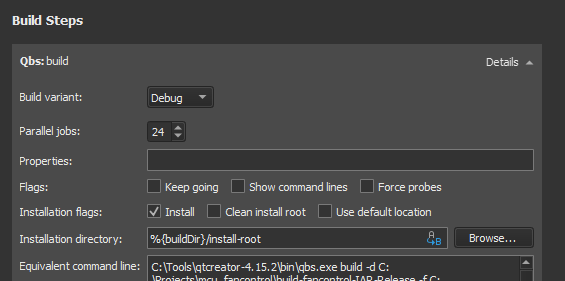 Build Steps
Qbs: build Details
Build variant: Debug
Parallel jobs: 24
Properties:
Flags: Keep going Show command lines Force probes
Installation flags: Install Clean install root Use default location
Installation directory: %{buildDir}/install-root Browse...
Equivalent command line: C:\Tools\qtcreator-4.15.2\bin\qbs.exe build -d C:
\Projects\mcu_fancontrol\build-fancontrol-IAR-Release -f C: